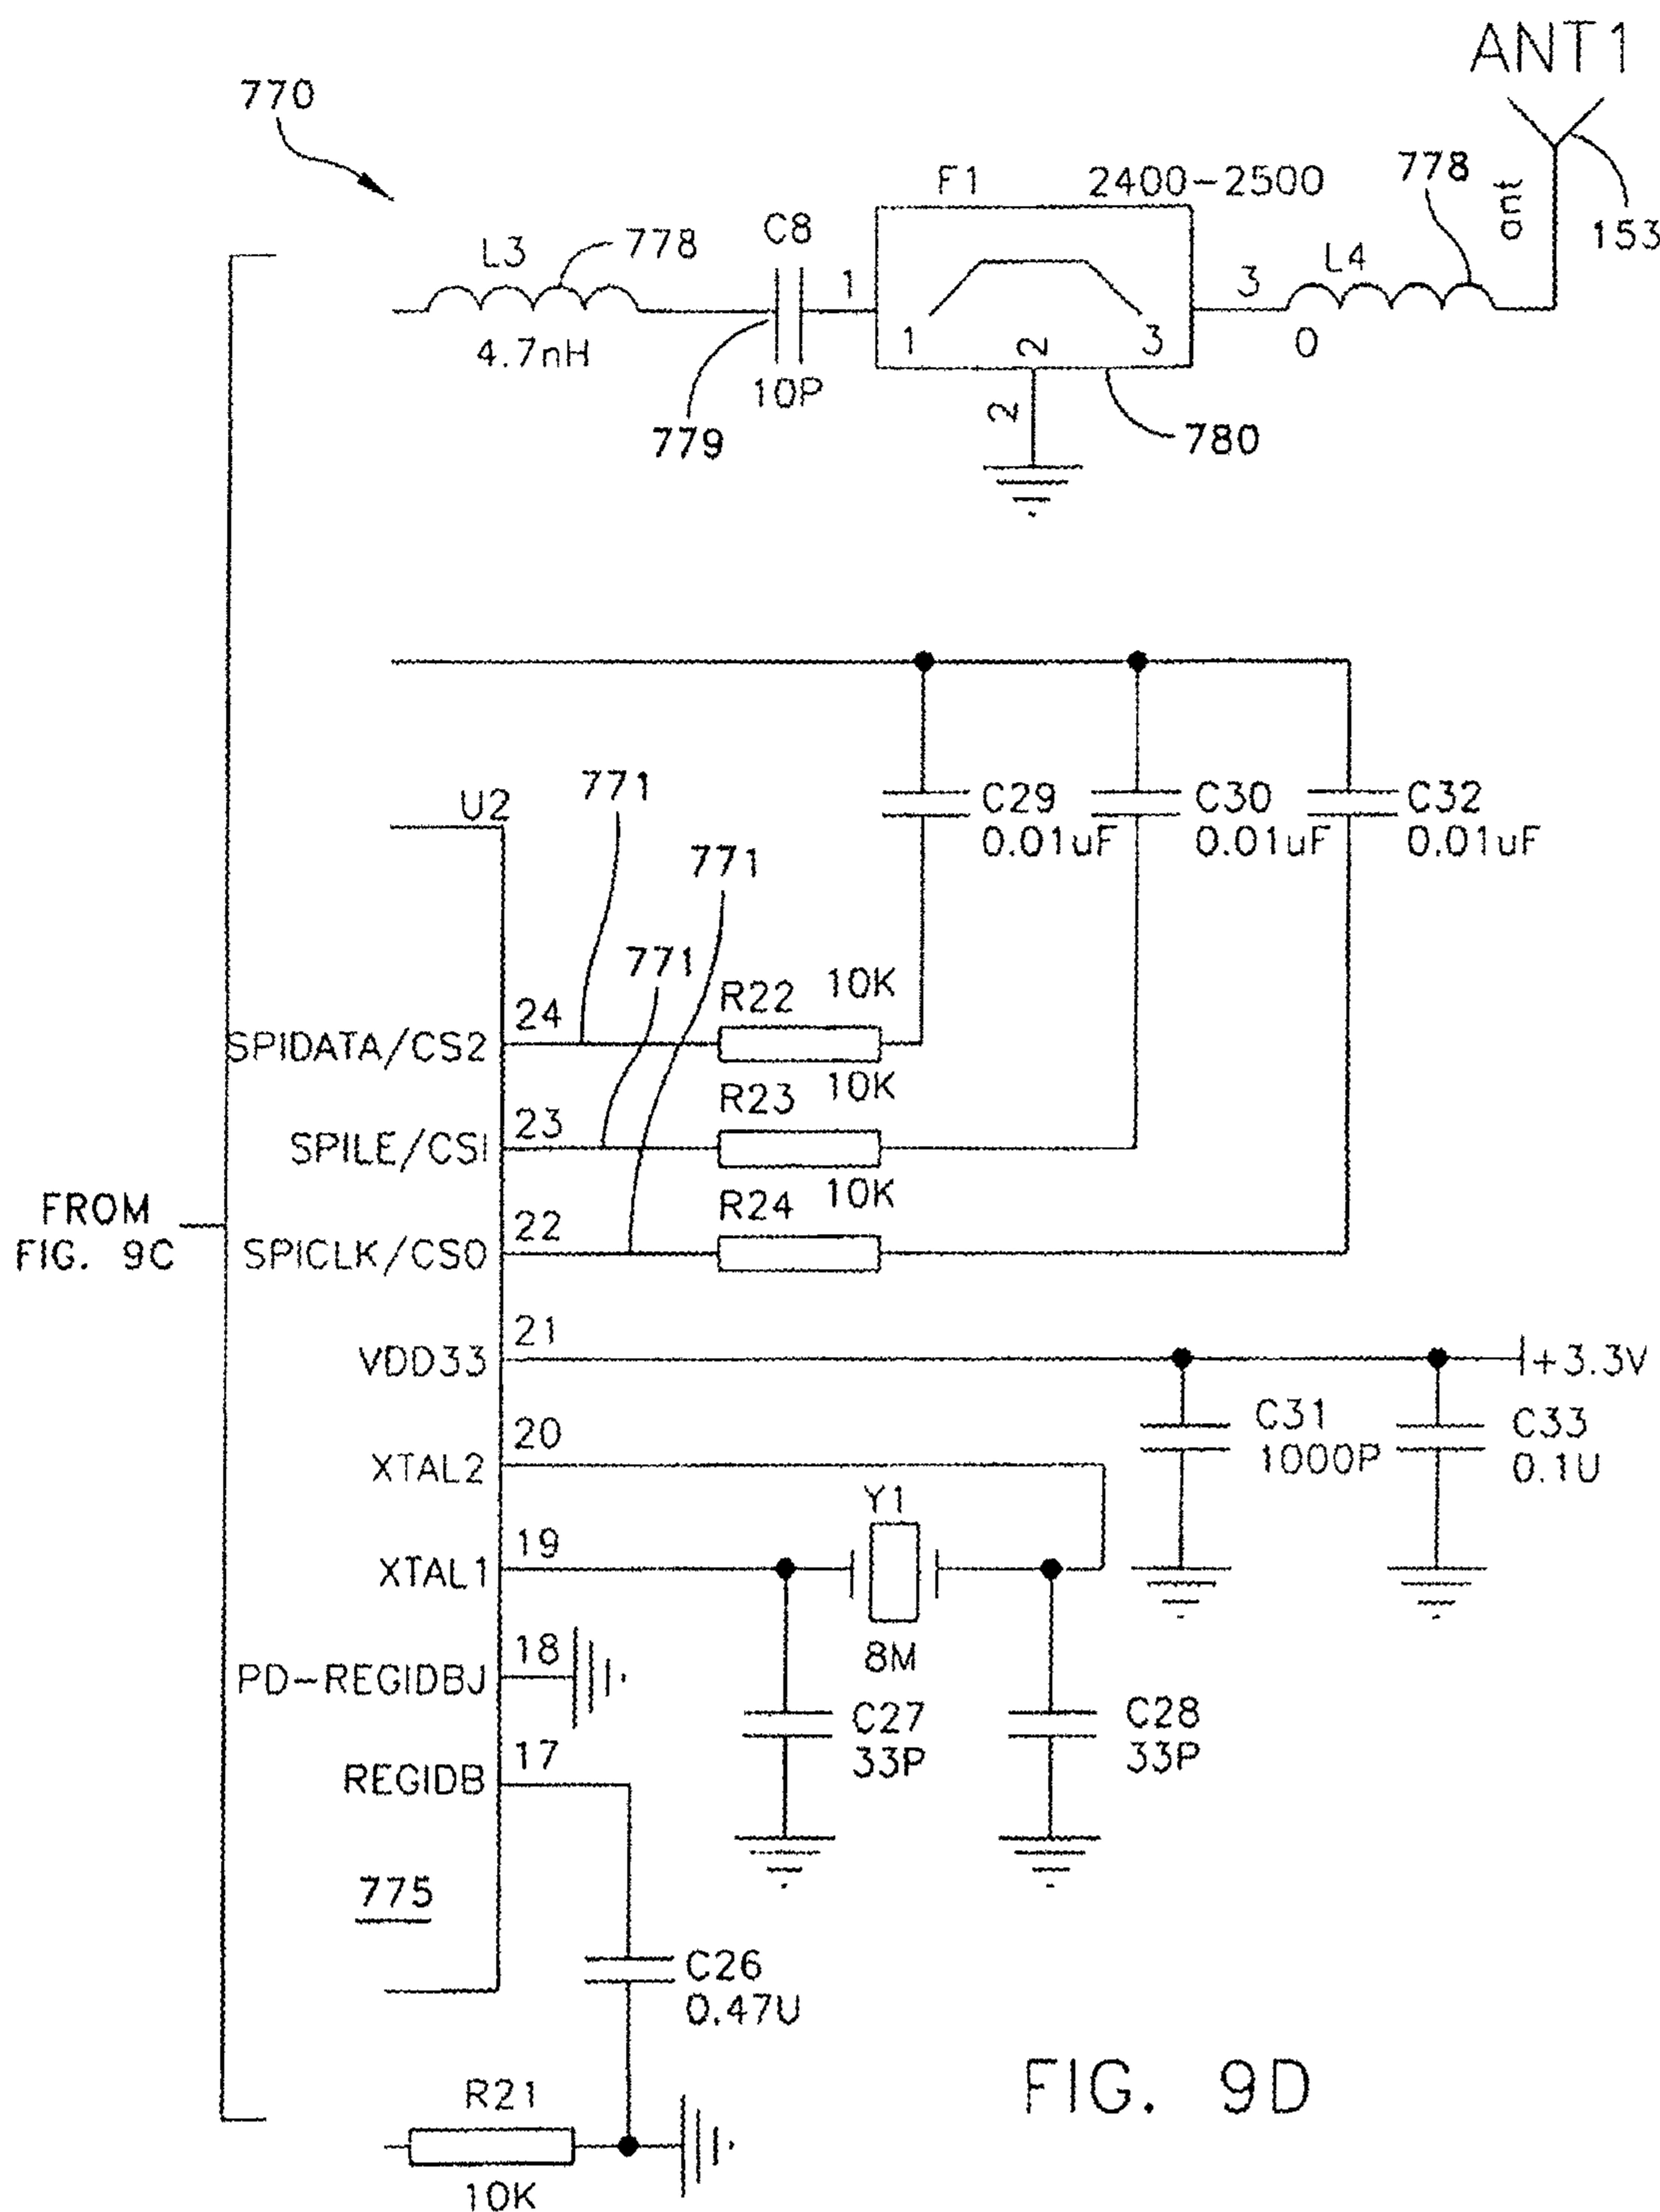 ANT1
770
F1
2400-2500
778
ant
153
L3
778
C8
1
3
L4
1
2
3
0
4.7nH
10P
2
779
780
771
U2
C29
0.01uF
C30
0.01uF
C32
0.01uF
771
771
24
R22
10K
SPIDATA/CS2
23
R23
10K
SPILE/CS1
22
R24
10K
FROM
FIG. 9C
SPICLK/CS0
21
VDD33
+3.3V
20
C31
1000P
C33
0.1U
XTAL2
Y1
19
XTAL1
8M
18
PD-REGIDBJ
C27
33P
C28
33P
17
REGIDB
775
C26
0.47U
R21
10K
FIG. 9D